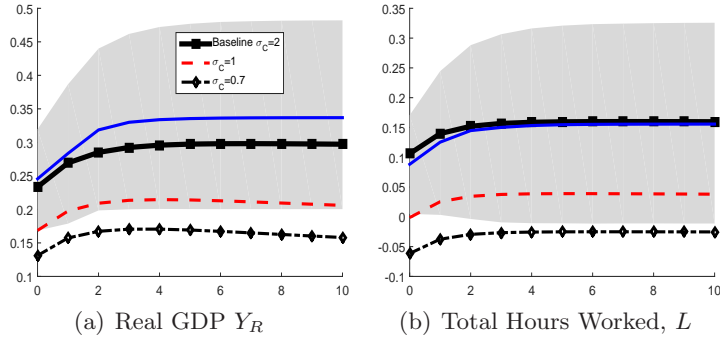 0.5
0.45
0.4
0.35
0.3
0.25
0.2
0.15
0.1
0 2 4 6 8 10
Baseline σC=2
σC=1
σC=0.7
(a) Real GDP YR
0.35
0.3
0.25
0.2
0.15
0.1
0.05
0
-0.05
-0.1
0 2 4 6 8 10
(b) Total Hours Worked, L